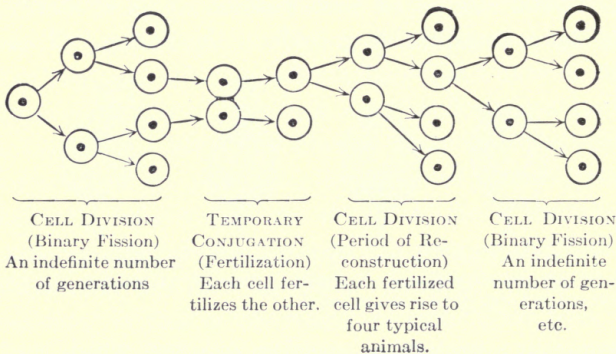 CELL DIVISION
(Binary Fission)
An indefinite number
of generations
TEMPORARY
CONJUGATION
(Fertilization)
Each cell fer-
tilizes the other.
CELL DIVISION
(Period of Re-
construction)
Each fertilized
cell gives rise to
four typical
animals.
CELL DIVISION
(Binary Fission)
An indefinite
number of gen-
erations,
etc.